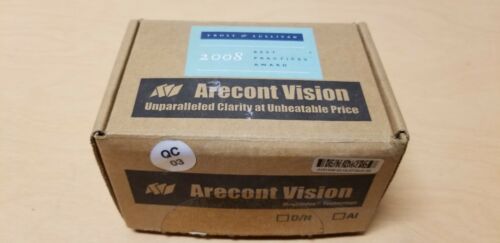 FROST & SULLIVAN
2008
BEST
PRACTICES
AWARD
Arecont Vision
Unparalleled Clarity at Unbeatable Price
QC
03
Arecont Vision
D/N
AI